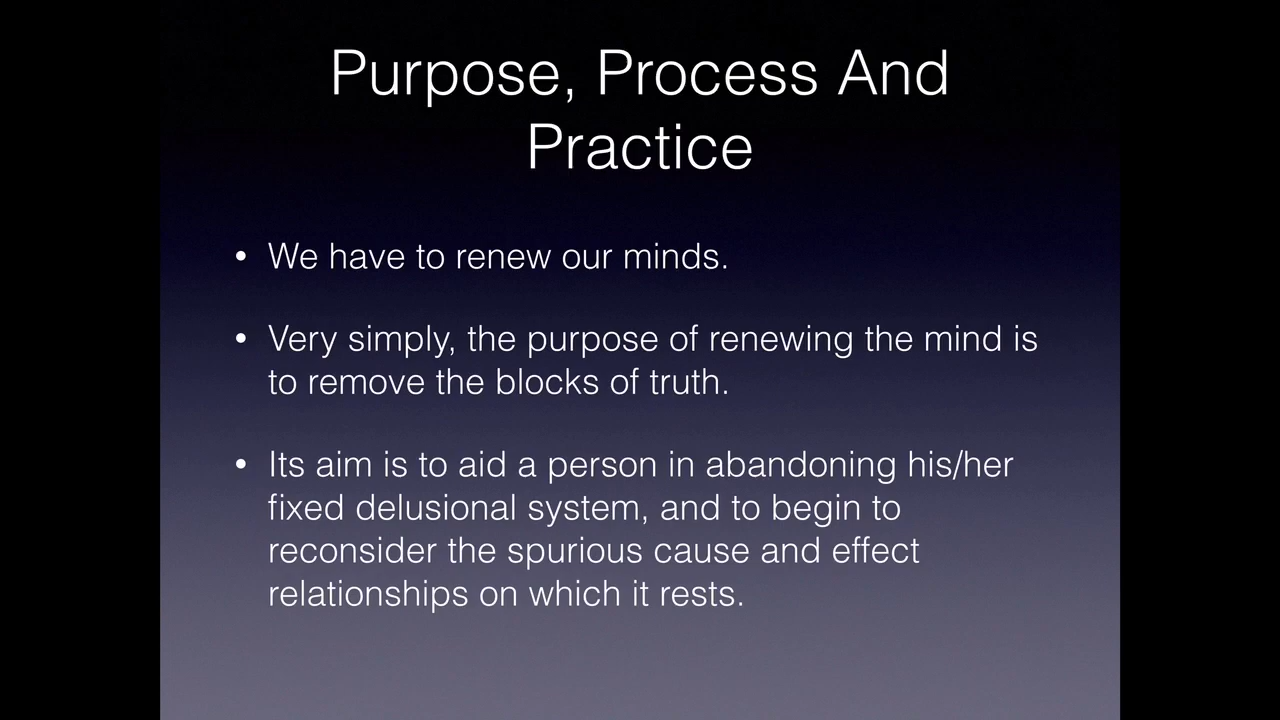 Purpose, Process And
Practice
• We have to renew our minds.
• Very simply, the purpose of renewing the mind is
to remove the blocks of truth.
• Its aim is to aid a person in abandoning his/her
fixed delusional system, and to begin to
reconsider the spurious cause and effect
relationships on which it rests.